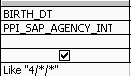 BIRTH_DT
PPI_SAP_AGENCY_INT
Like "4/*/*"